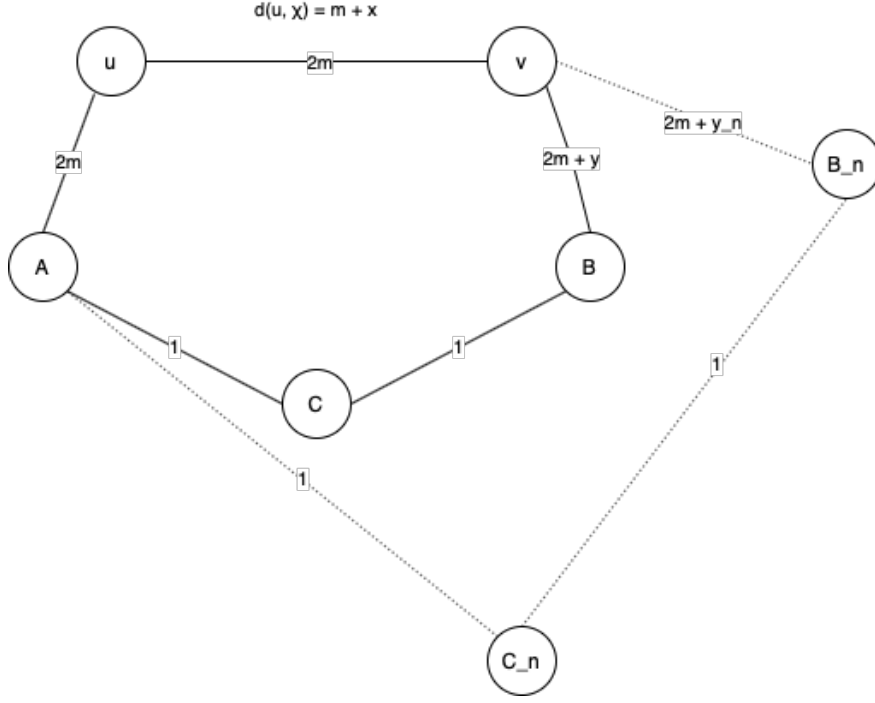 d(u, χ) = m + x
u
2m
v
2m + y_n
2m
2m + y
B_n
A
B
1
1
1
C
1
C_n